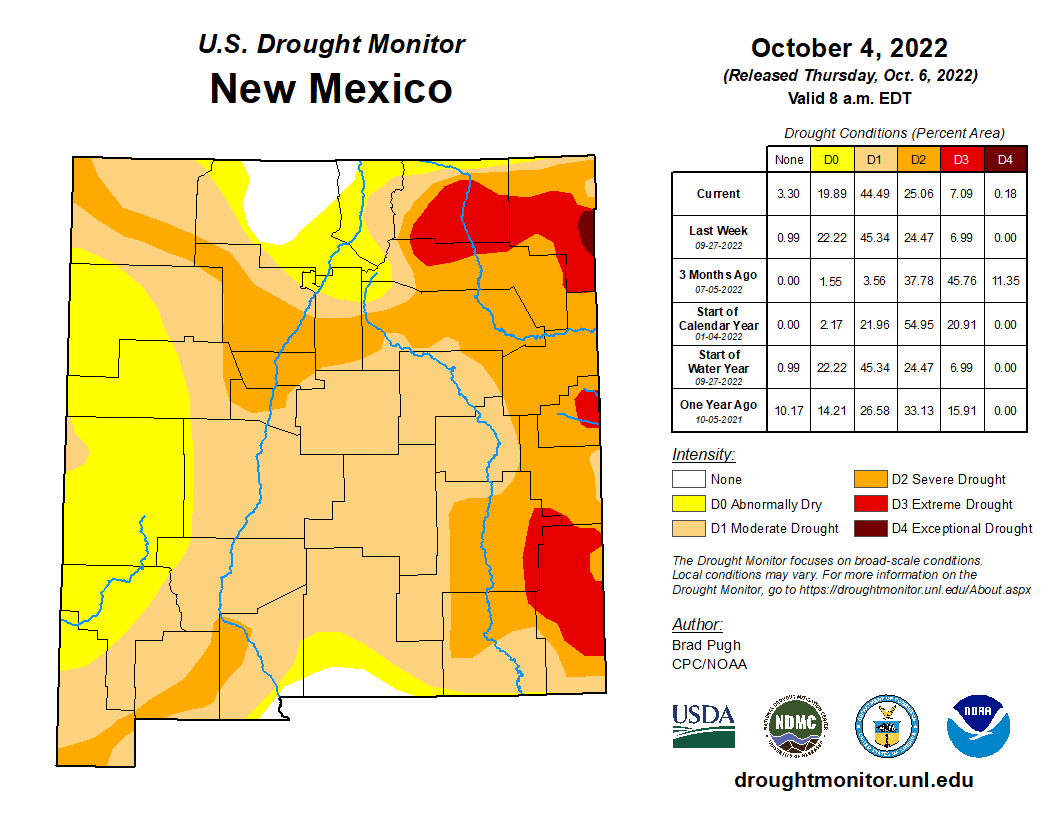 U.S. Drought Monitor
New Mexico
October 4, 2022
(Released Thursday, Oct. 6, 2022)
Valid 8 a.m. EDT
Drought Conditions (Percent Area)
None D0 D1 D2 D3 D4
Current 3.30 19.89 44.49 25.06 7.09 0.18
Last Week
09-27-2022
0.99 22.22 45.34 24.47 6.99 0.00
3 Months Ago
07-05-2022
0.00 1.55 3.56 37.78 45.76 11.35
Start of
Calendar Year
01-04-2022
0.00 2.17 21.96 54.95 20.91 0.00
Start of
Water Year
09-27-2022
0.99 22.22 45.34 24.47 6.99 0.00
One Year Ago
10-05-2021
10.17 14.21 26.58 33.13 15.91 0.00
Intensity:
None
D0 Abnormally Dry
D1 Moderate Drought
D2 Severe Drought
D3 Extreme Drought
D4 Exceptional Drought
The Drought Monitor focuses on broad-scale conditions.
Local conditions may vary. For more information on the
Drought Monitor, go to https://droughtmonitor.unl.edu/About.aspx
Author:
Brad Pugh
CPC/NOAA
USDA
NDMC
NOAA
droughtmonitor.unl.edu